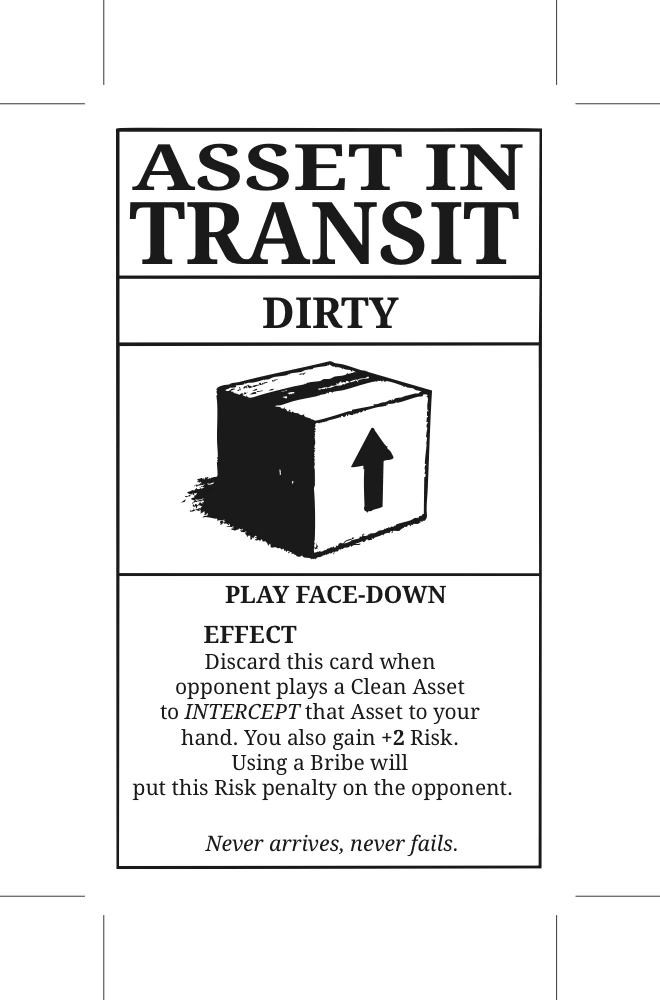 ASSET IN
TRANSIT
DIRTY
PLAY FACE-DOWN
EFFECT
Discard this card when
opponent plays a Clean Asset
to INTERCEPT that Asset to your
hand. You also gain +2 Risk.
Using a Bribe will
put this Risk penalty on the opponent.
Never arrives, never fails.